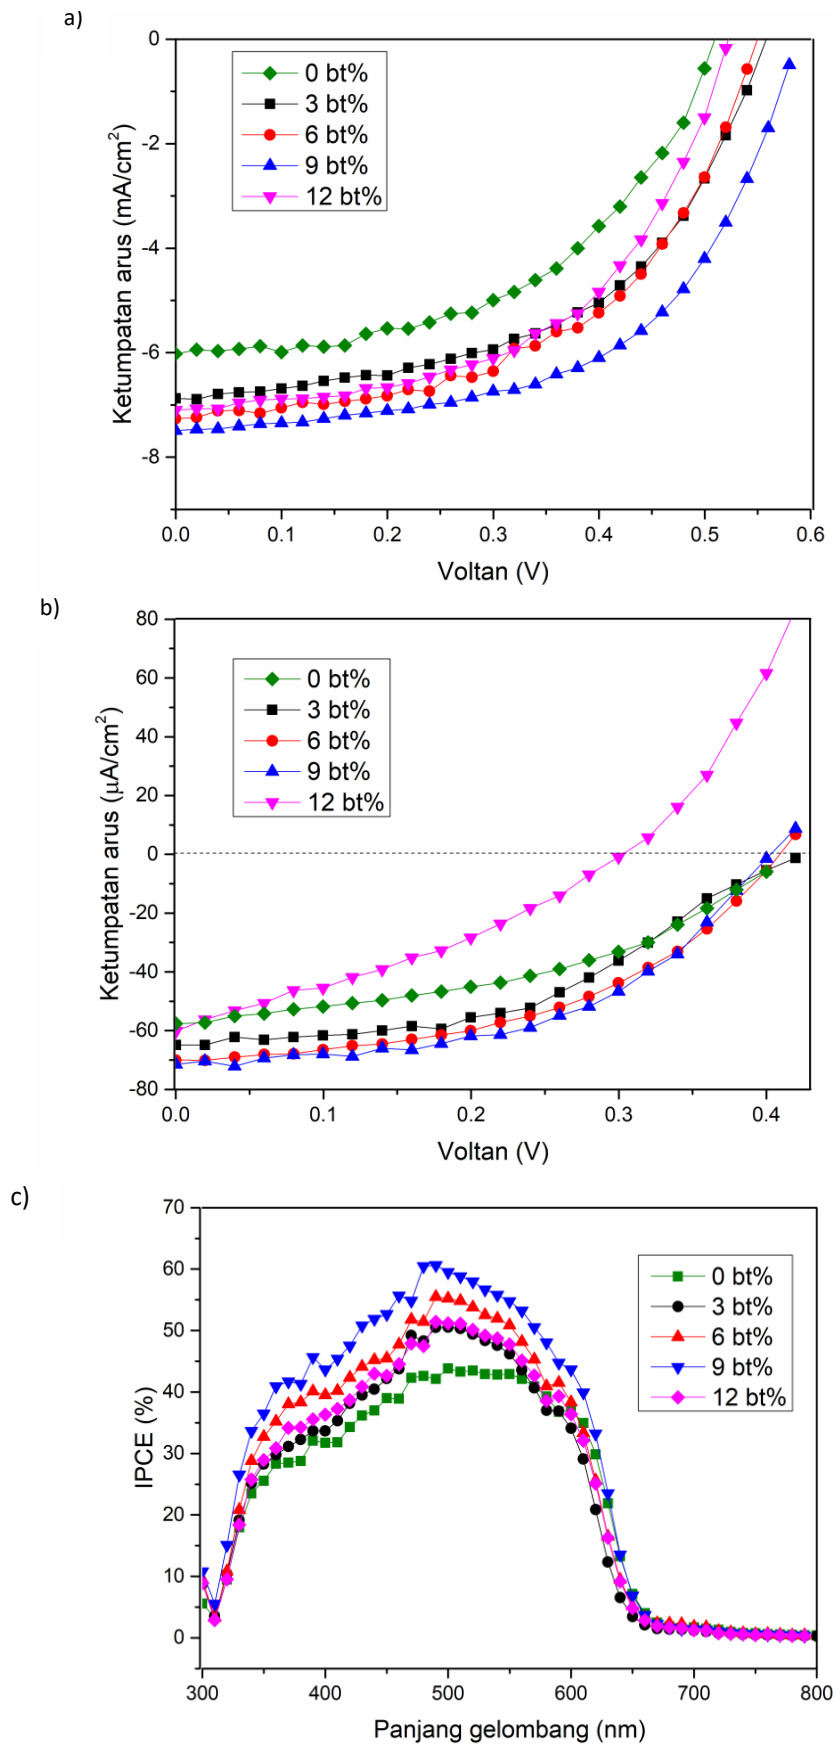 a)
0
-2
-4
-6
-8
Ketumpatan arus (mA/cm²)
0 bt%
3 bt%
6 bt%
9 bt%
12 bt%
0.0 0.1 0.2 0.3 0.4 0.5 0.6
Voltan (V)
b)
80
60
40
20
0
-20
-40
-60
-80
Ketumpatan arus (μA/cm²)
0 bt%
3 bt%
6 bt%
9 bt%
12 bt%
0.0 0.1 0.2 0.3 0.4
Voltan (V)
c)
70
60
50
40
30
20
10
0
IPCE (%)
0 bt%
3 bt%
6 bt%
9 bt%
12 bt%
300 400 500 600 700 800
Panjang gelombang (nm)